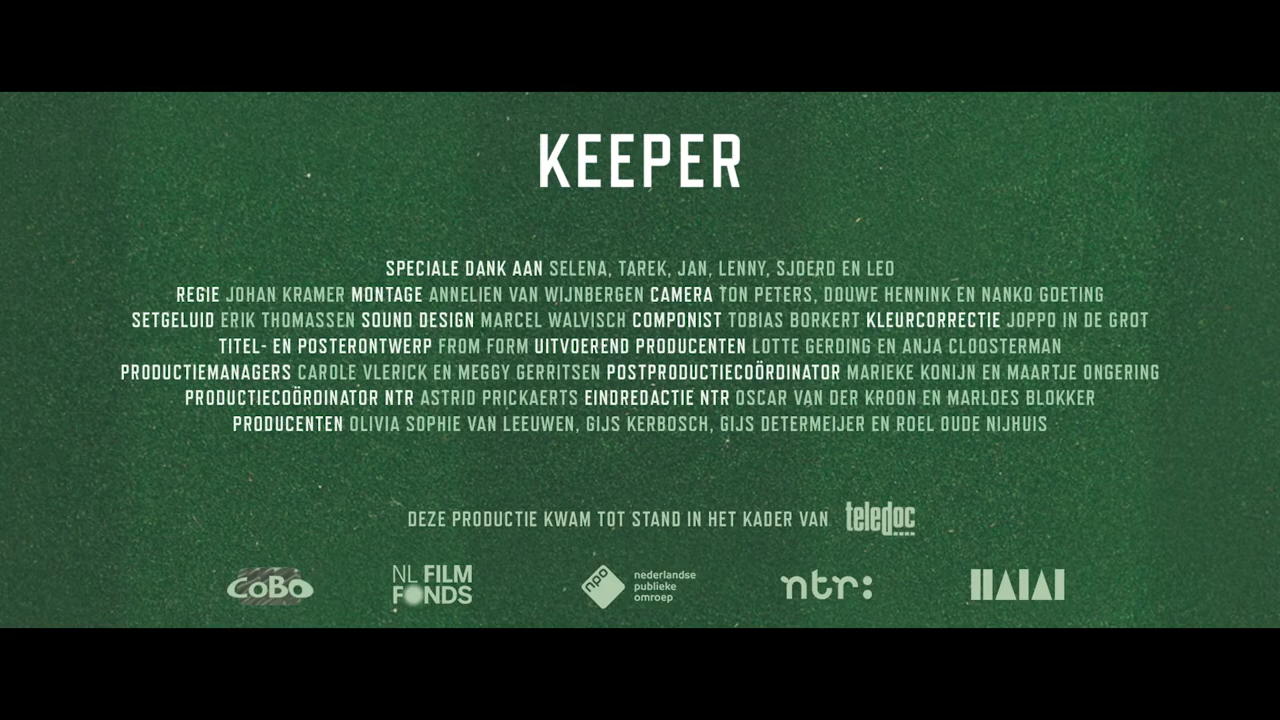 KEEPER
SPECIALE DANK AAN SELENA, TAREK, JAN, LENNY, SJOERD EN LEO
REGIE JOHAN KRAMER MONTAGE ANNELIEN VAN WIJNBERGEN CAMERA TON PETERS, DOUWE HENNINK EN NANKO GOETING
SETGELUID ERIK THOMASSEN SOUND DESIGN MARCEL WALVISCH COMPONIST TOBIAS BORKERT KLEURCORRECTIE JOPPO IN DE GROT
TITEL- EN POSTERONTWERP FROM FORM UITVOEREND PRODUCENTEN LOTTE GERDING EN ANJA CLOOSTERMAN
PRODUCTIEMANAGERS CAROLE VLERICK EN MEGGY GERRITSEN POSTPRODUCTIECOÖRDINATOR MARIEKE KONIJN EN MAARTJE ONGERING
PRODUCTIECOÖRDINATOR NTR ASTRID PRICKAERTS EINDREDACTIE NTR OSCAR VAN DER KROON EN MARLOES BLOKKER
PRODUCENTEN OLIVIA SOPHIE VAN LEEUWEN, GIJS KERBOSCH, GIJS DETERMEIJER EN ROEL OUDE NIJHUIS
DEZE PRODUCTIE KWAM TOT STAND IN HET KADER VAN teledoc
CoBo
NL FILM
FONDS
npo
nederlandse
publieke
omroep
ntr:
HALAL